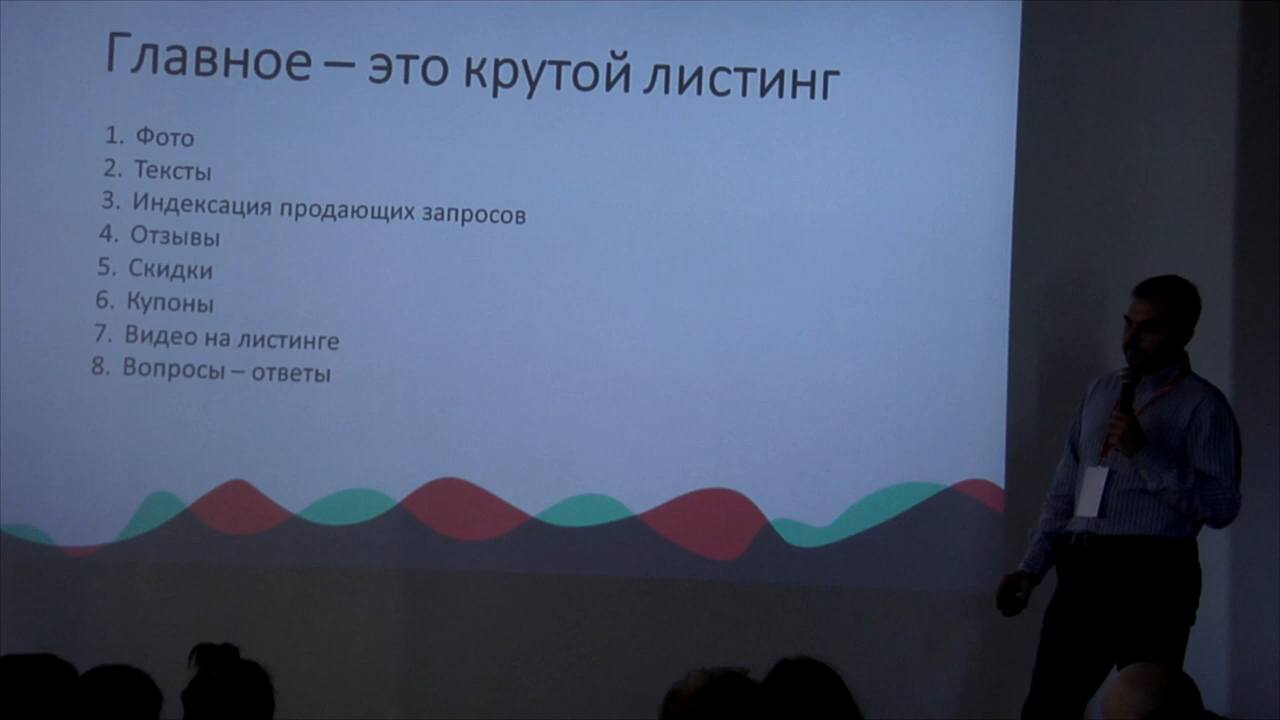 Главное – это крутой листинг
1. Фото
2. Тексты
3. Индексация продающих запросов
4. Отзывы
5. Скидки
6. Купоны
7. Видео на листинге
8. Вопросы – ответы